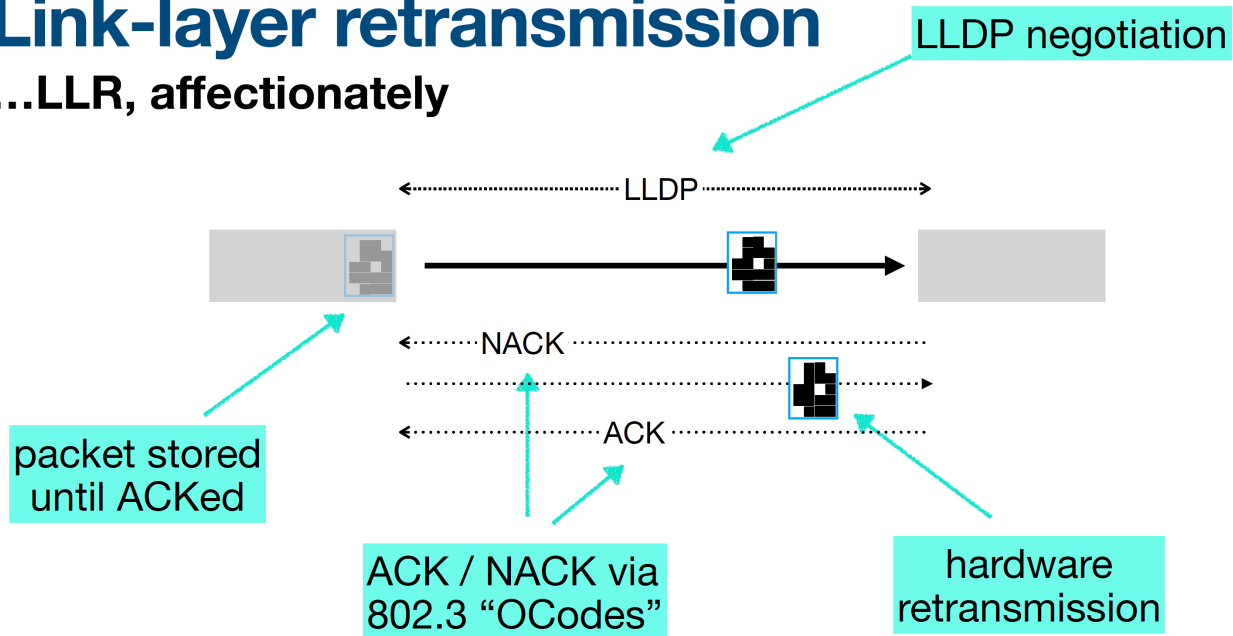 Link-layer retransmission
LLDP negotiation
...LLR, affectionately
LLDP
NACK
ACK
packet stored
until ACKed
ACK / NACK via
802.3 “OCodes”
hardware
retransmission